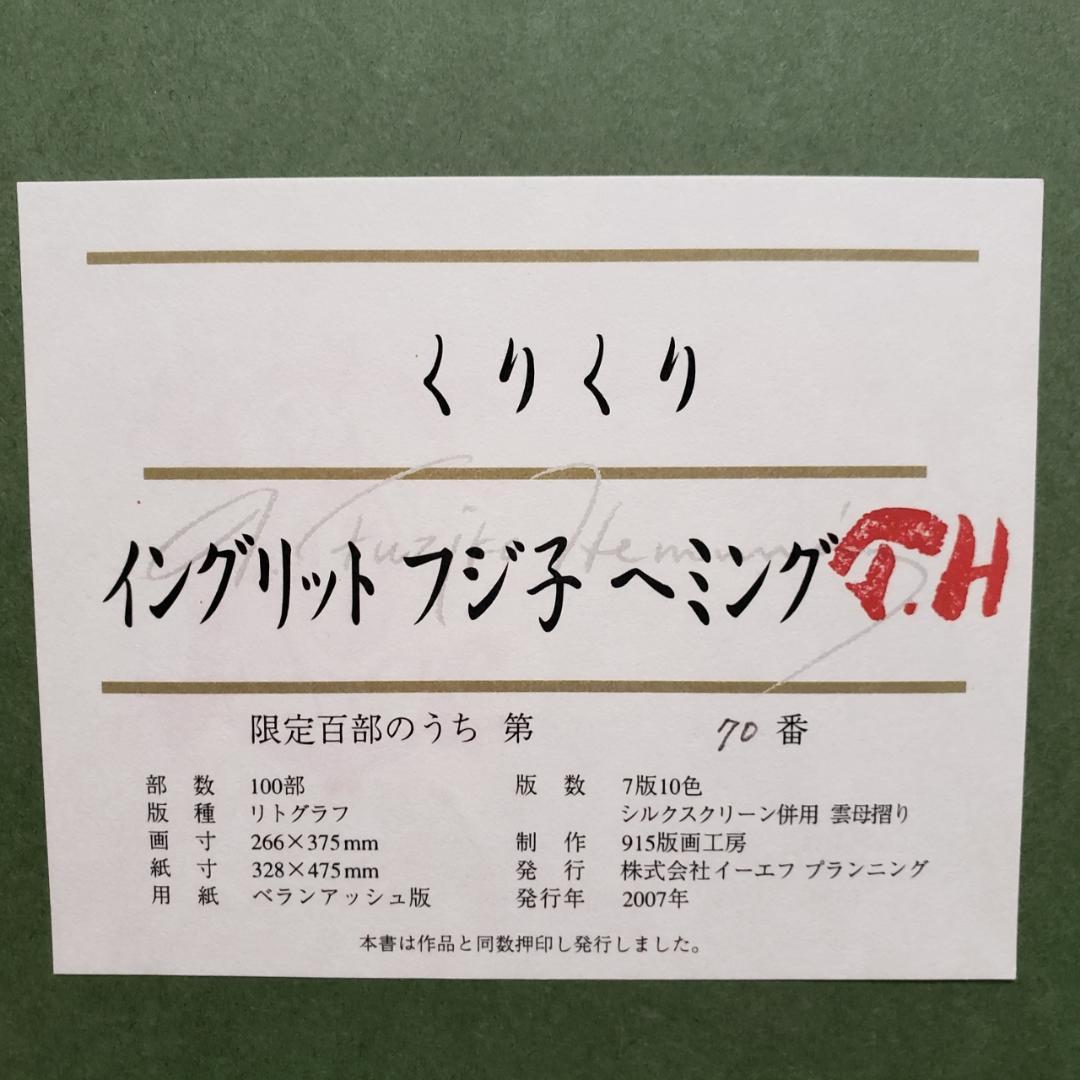 くりくり
イングリット フジ子 ヘミング
限定百部のうち 第 70 番
部 数 100部
版 種 リトグラフ
画 寸 266×375mm
紙 寸 328×475mm
用 紙 ベランアッシュ版
版 数 7版10色
シルクスクリーン併用 雲母摺り
制 作 915版画工房
発 行 株式会社イーエフ プランニング
発行年 2007年
本書は作品と同数押印し発行しました。